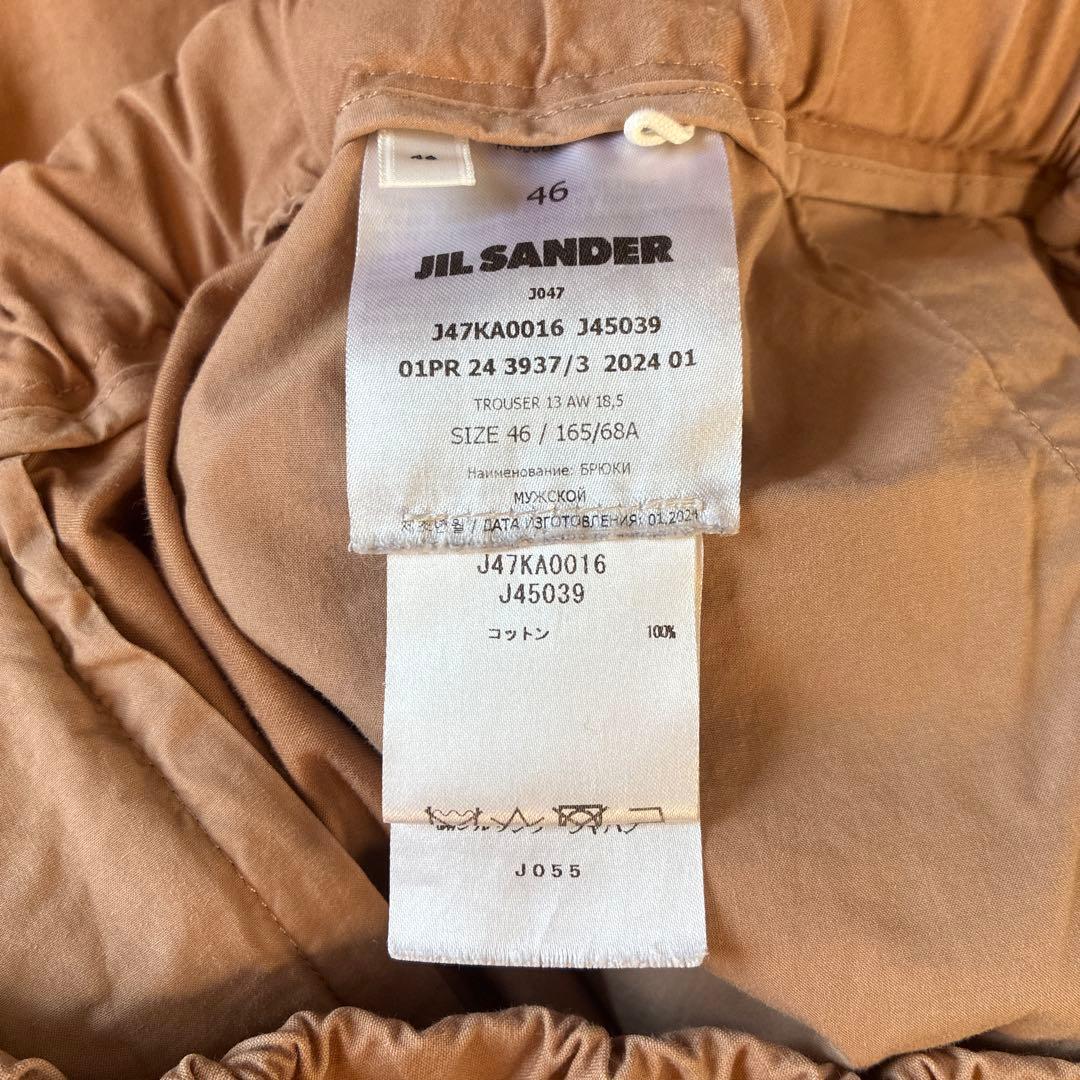 46
JIL SANDER
J047
J47KA0016 J45039
01PR 24 3937/3 2024 01
TROUSER 13 AW 18,5
SIZE 46 / 165/68A
Наименование: БРЮКИ
МУЖСКОЙ
ДАТА ИЗГОТОВЛЕНИЯ: 01.2024
J47KA0016
J45039
コットン 100%
J055